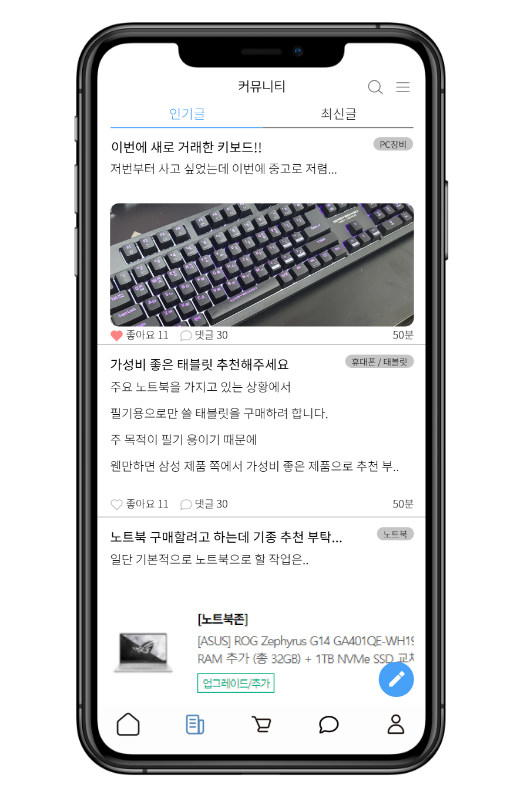 커뮤니티
인기글
최신글
이번에 새로 거래한 키보드!!
PC장비
저번부터 사고 싶었는데 이번에 중고로 저렴...
좋아요 11
댓글 30
50분
가성비 좋은 태블릿 추천해주세요
휴대폰 / 태블릿
주요 노트북을 가지고 있는 상황에서
필기용으로만 쓸 태블릿을 구매하려 합니다.
주 목적이 필기 용이기 때문에
웬만하면 삼성 제품 쪽에서 가성비 좋은 제품으로 추천 부..
좋아요 11
댓글 30
50분
노트북 구매할려고 하는데 기종 추천 부탁...
노트북
일단 기본적으로 노트북으로 할 작업은..
[노트북존]
[ASUS] ROG Zephyrus G14 GA401QE-WH19
RAM 추가 (총 32GB) + 1TB NVMe SSD 교체
업그레이드/추가